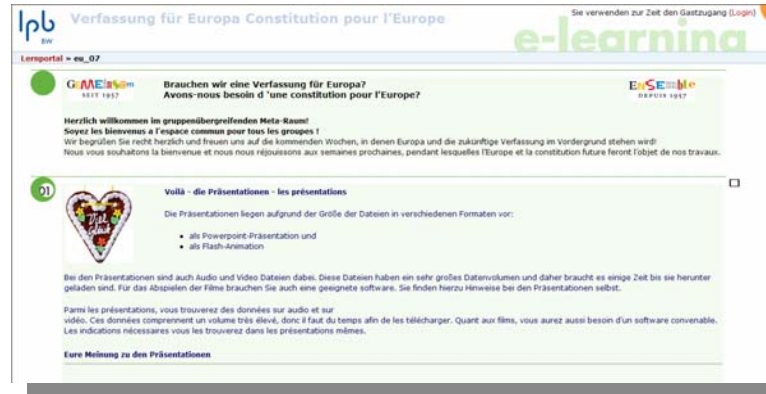 lpb
BW
Verfassung für Europa Constitution pour l'Europe
Sie verwenden zur Zeit den Gastzugang (Login)
e-learning
Lernportal » eu_07
GEMEINSAM
SEIT 1957
Brauchen wir eine Verfassung für Europa?
Avons-nous besoin d 'une constitution pour l'Europe?
ENSEmble
DEPUIS 1957
Herzlich willkommen im gruppenübergreifenden Meta-Raum!
Soyez les bienvenus a l'espace commun pour tous les groupes !
Wir begrüßen Sie recht herzlich und freuen uns auf die kommenden Wochen, in denen Europa und die zukünftige Verfassung im Vordergrund stehen wird!
Nous vous souhaitons la bienvenue et nous nous réjouissons aux semaines prochaines, pendant lesquelles l'Europe et la constitution future feront l'objet de nos travaux.
01
Viel
Glück
Voilà - die Präsentationen - les présentations
Die Präsentationen liegen aufgrund der Größe der Dateien in verschiedenen Formaten vor:
• als Powerpoint-Präsentation und
• als Flash-Animation
Bei den Präsentationen sind auch Audio und Video Dateien dabei. Diese Dateien haben ein sehr großes Datenvolumen und daher braucht es einige Zeit bis sie herunter
geladen sind. Für das Abspielen der Filme brauchen Sie auch eine geeignete software. Sie finden hierzu Hinweise bei den Präsentationen selbst.
Parmi les présentations, vous trouverez des données sur audio et sur
vidéo. Ces données comprennent un volume très élevé, donc il faut du temps afin de les télécharger. Quant aux films, vous aurez aussi besoin d'un software convenable.
Les indications nécessaires vous les trouverez dans les présentations mêmes.
Eure Meinung zu den Präsentationen